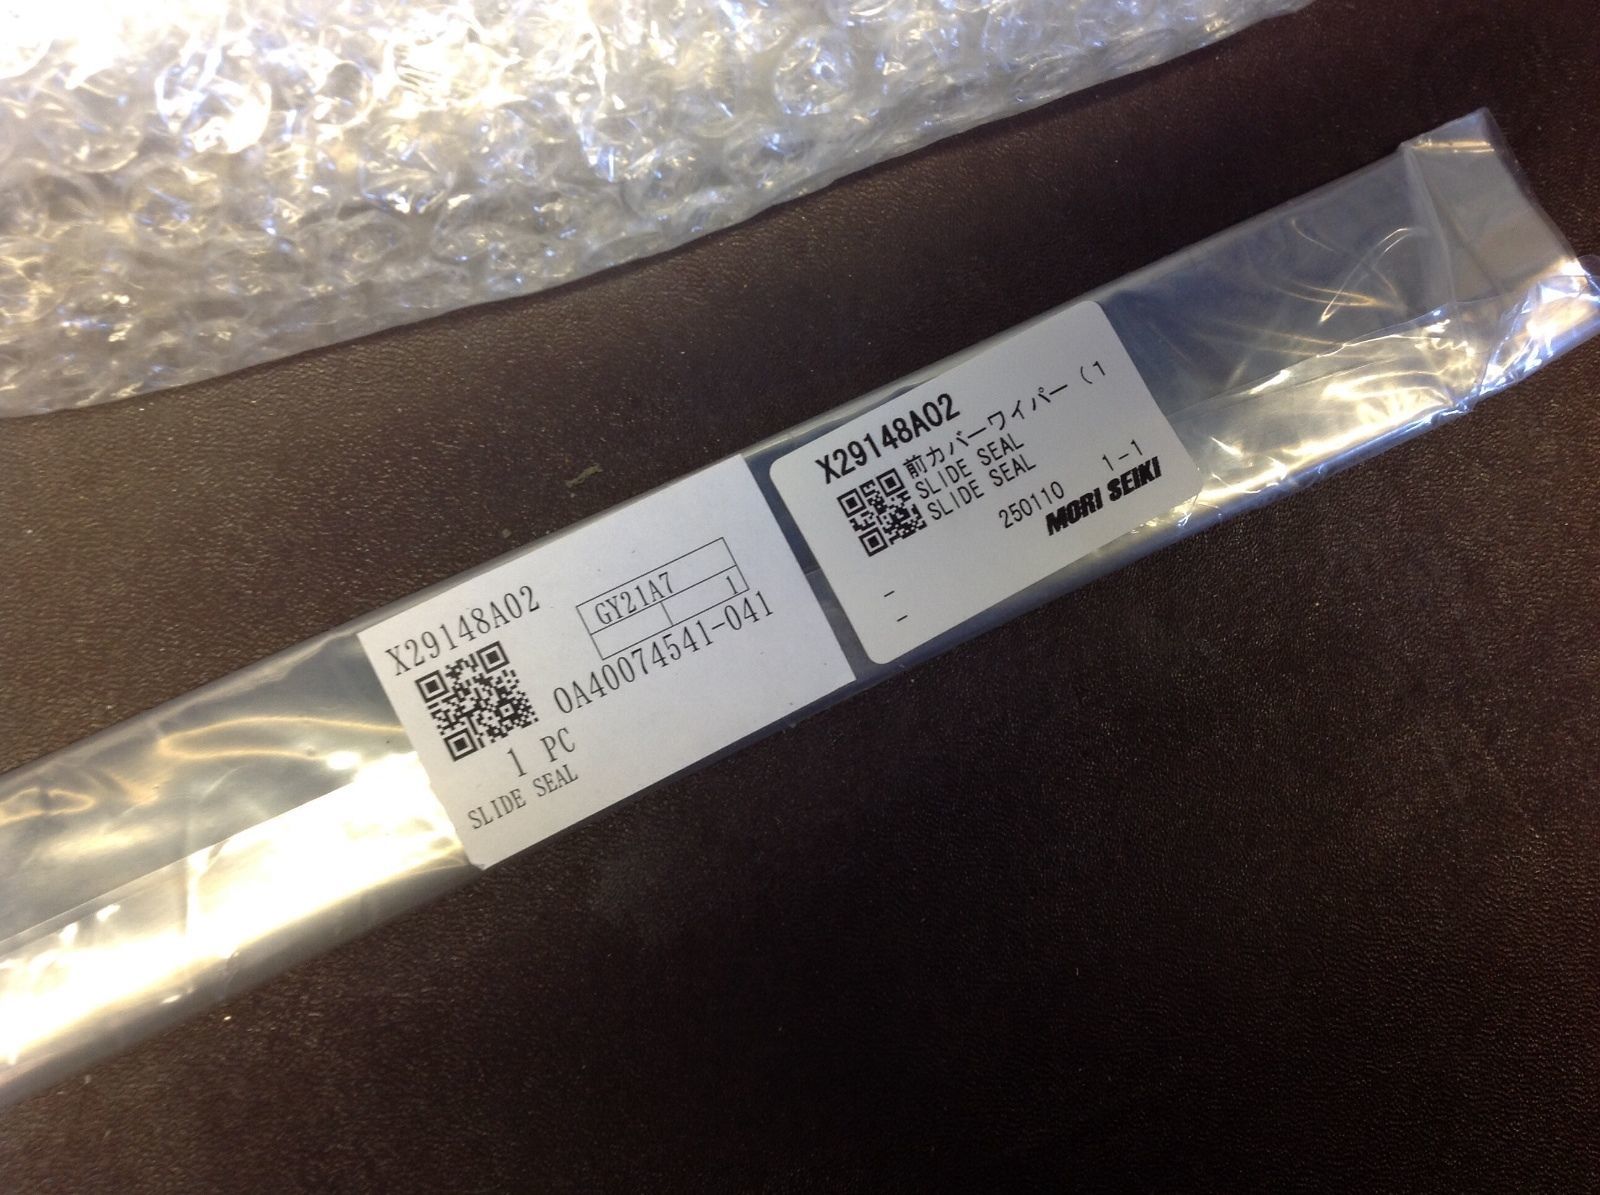 X29148A02
GY21A7
1
0A40074541-041
1 PC
SLIDE SEAL
X29148A02
前カバーワイパー（1
SLIDE SEAL
SLIDE SEAL
250110
1-1
MORI SEIKI
-
-